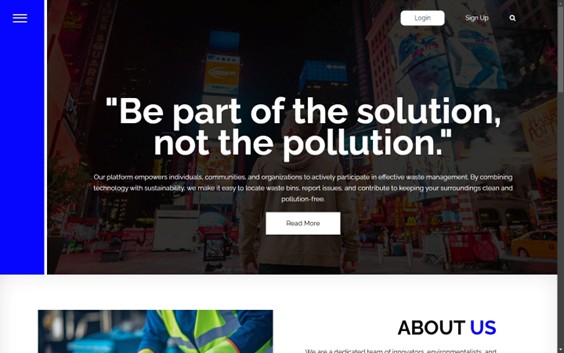 Login
Sign Up
"Be part of the solution,
not the pollution."
Our platform empowers individuals, communities, and organizations to actively participate in effective waste management. By combining
technology with sustainability, we make it easy to locate waste bins, report issues, and contribute to keeping your surroundings clean and
pollution-free.
Read More
ABOUT US
We are a dedicated team of innovators, environmentalists, and